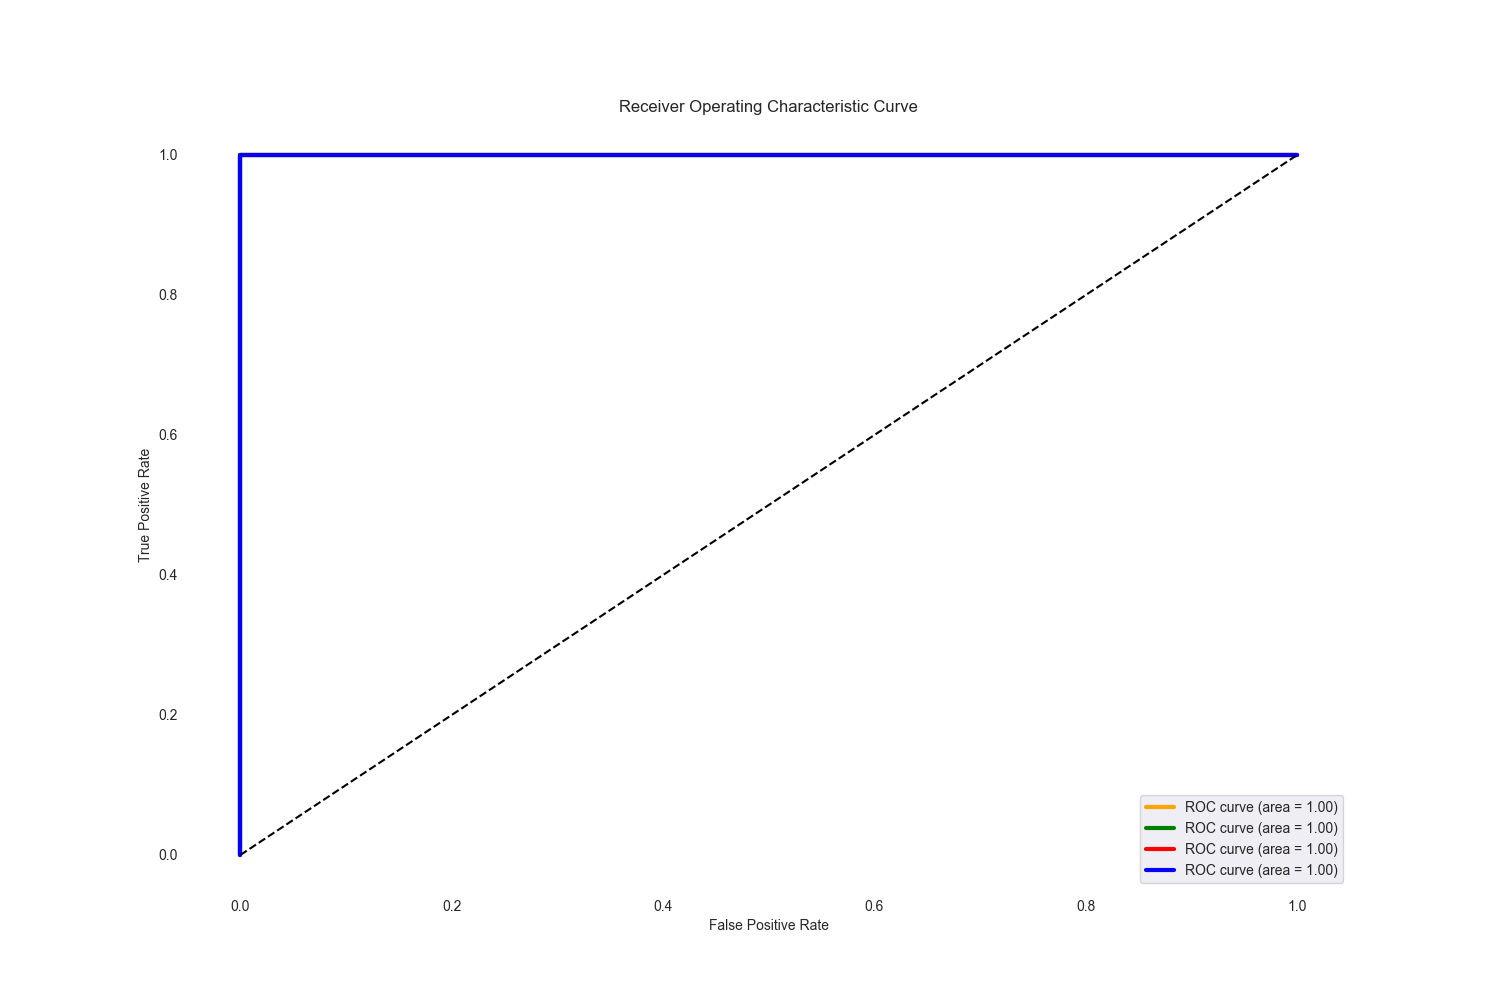 Receiver Operating Characteristic Curve
1.0
0.8
0.6
0.4
0.2
0.0
True Positive Rate
0.0 0.2 0.4 0.6 0.8 1.0
False Positive Rate
ROC curve (area = 1.00)
ROC curve (area = 1.00)
ROC curve (area = 1.00)
ROC curve (area = 1.00)